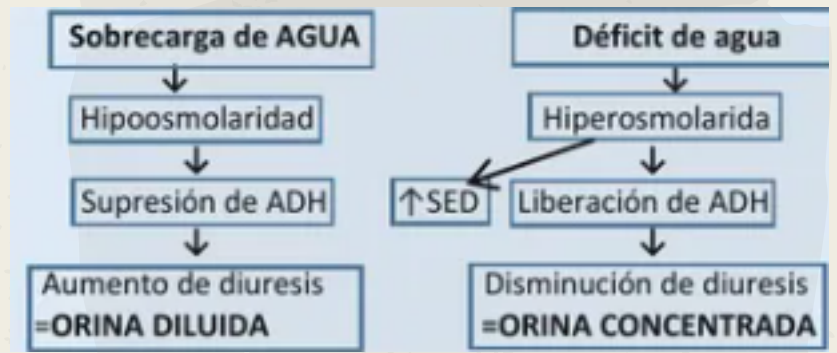 Sobrecarga de AGUA
Hipoosmolaridad
Supresión de ADH
Aumento de diuresis
=ORINA DILUIDA
Déficit de agua
Hiperosmolarida
↑SED
Liberación de ADH
Disminución de diuresis
=ORINA CONCENTRADA